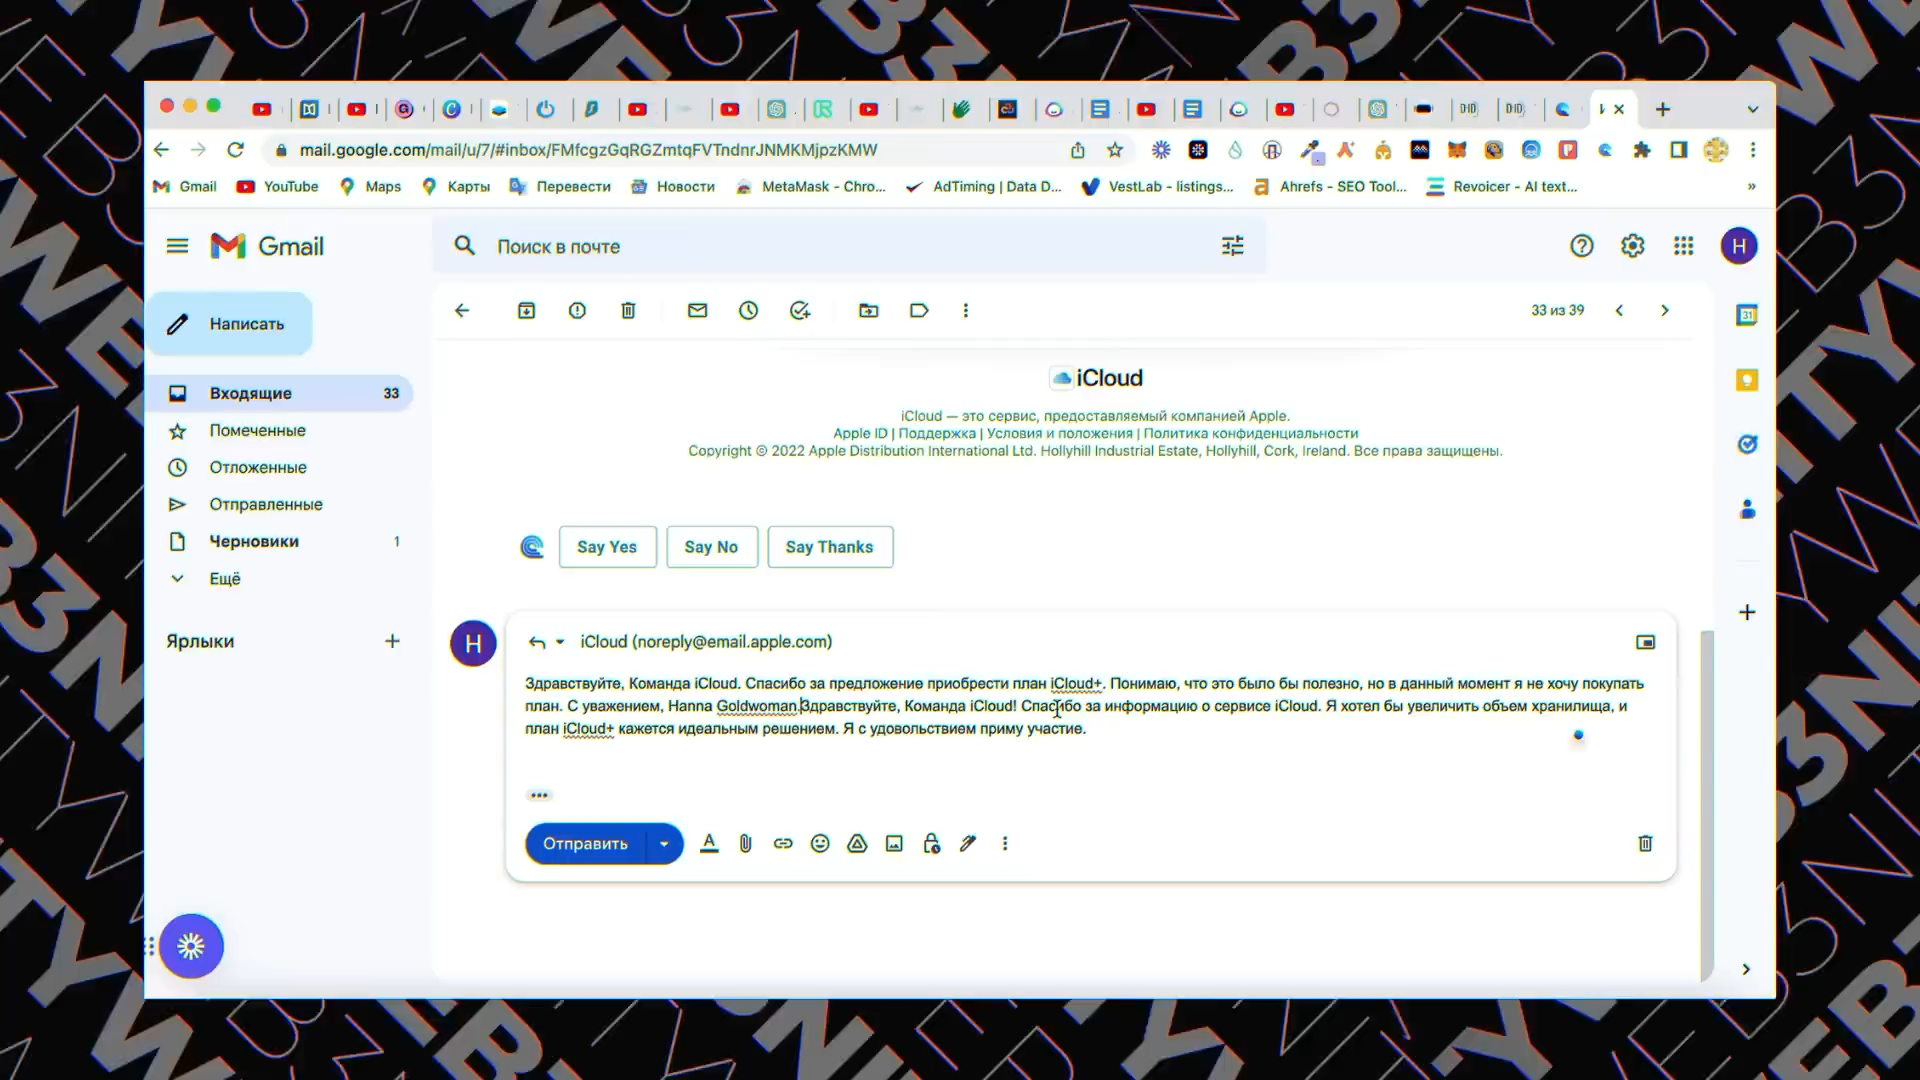 mail.google.com/mail/u/7/#inbox/FMfcgzGqRGZmtqFVTndnrJNMKMjpzKMW
Gmail
YouTube
Maps
Карты
Перевести
Новости
MetaMask - Chro...
AdTiming | Data D...
VestLab - listings...
Ahrefs - SEO Tool...
Revoicer - AI text...
»
Gmail
Поиск в почте
H
Написать
33 из 39
Входящие 33
Помеченные
Отложенные
Отправленные
Черновики 1
Ещё
Ярлыки
iCloud
iCloud — это сервис, предоставляемый компанией Apple.
Apple ID | Поддержка | Условия и положения | Политика конфиденциальности
Copyright © 2022 Apple Distribution International Ltd. Hollyhill Industrial Estate, Hollyhill, Cork, Ireland. Все права защищены.
Say Yes
Say No
Say Thanks
H
iCloud (noreply@email.apple.com)
Здравствуйте, Команда iCloud. Спасибо за предложение приобрести план iCloud+. Понимаю, что это было бы полезно, но в данный момент я не хочу покупать
план. С уважением, Hanna Goldwoman.Здравствуйте, Команда iCloud! Спасибо за информацию о сервисе iCloud. Я хотел бы увеличить объем хранилища, и
план iCloud+ кажется идеальным решением. Я с удовольствием приму участие.
Отправить